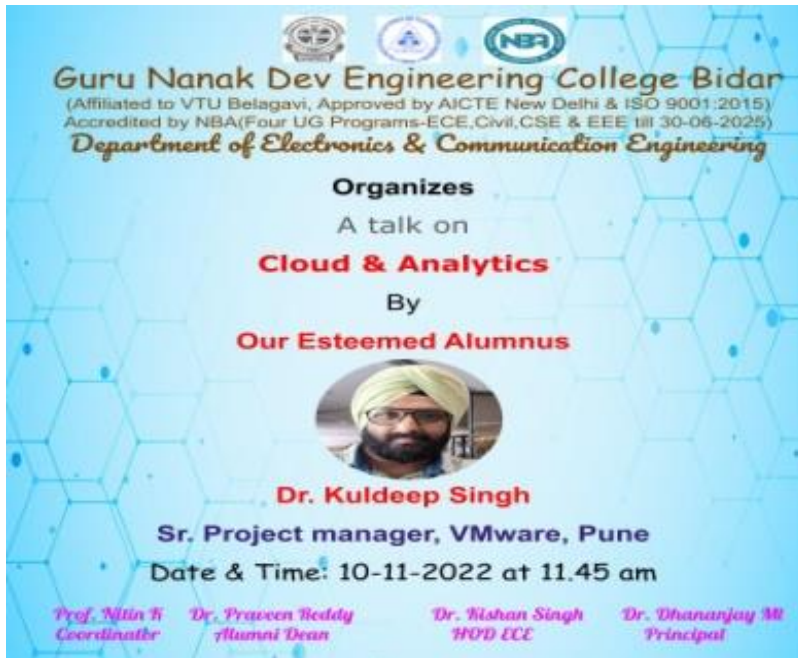 NBA
Guru Nanak Dev Engineering College Bidar
(Affiliated to VTU Belagavi, Approved by AICTE New Delhi & ISO 9001:2015)
Accredited by NBA(Four UG Programs-ECE,Civil,CSE & EEE till 30-06-2025)
Department of Electronics & Communication Engineering
Organizes
A talk on
Cloud & Analytics
By
Our Esteemed Alumnus
Dr. Kuldeep Singh
Sr. Project manager, VMware, Pune
Date & Time: 10-11-2022 at 11.45 am
Prof. Nitin K Dr. Praveen Reddy Dr. Kishan Singh Dr. Dhananjay M
Coordinator Alumni Dean HOD ECE Principal